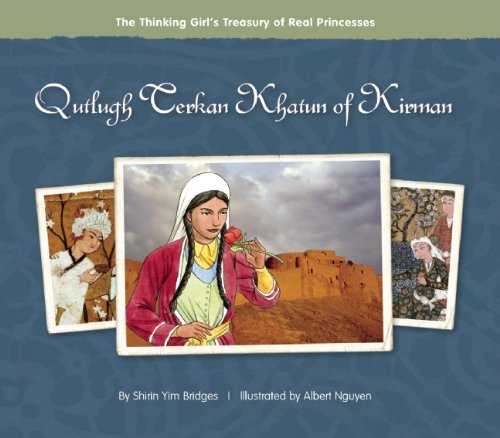 The Thinking Girl's Treasury of Real Princesses
Qutlugh Terkan Khatun of Kirman
By Shirin Yim Bridges | Illustrated by Albert Nguyen